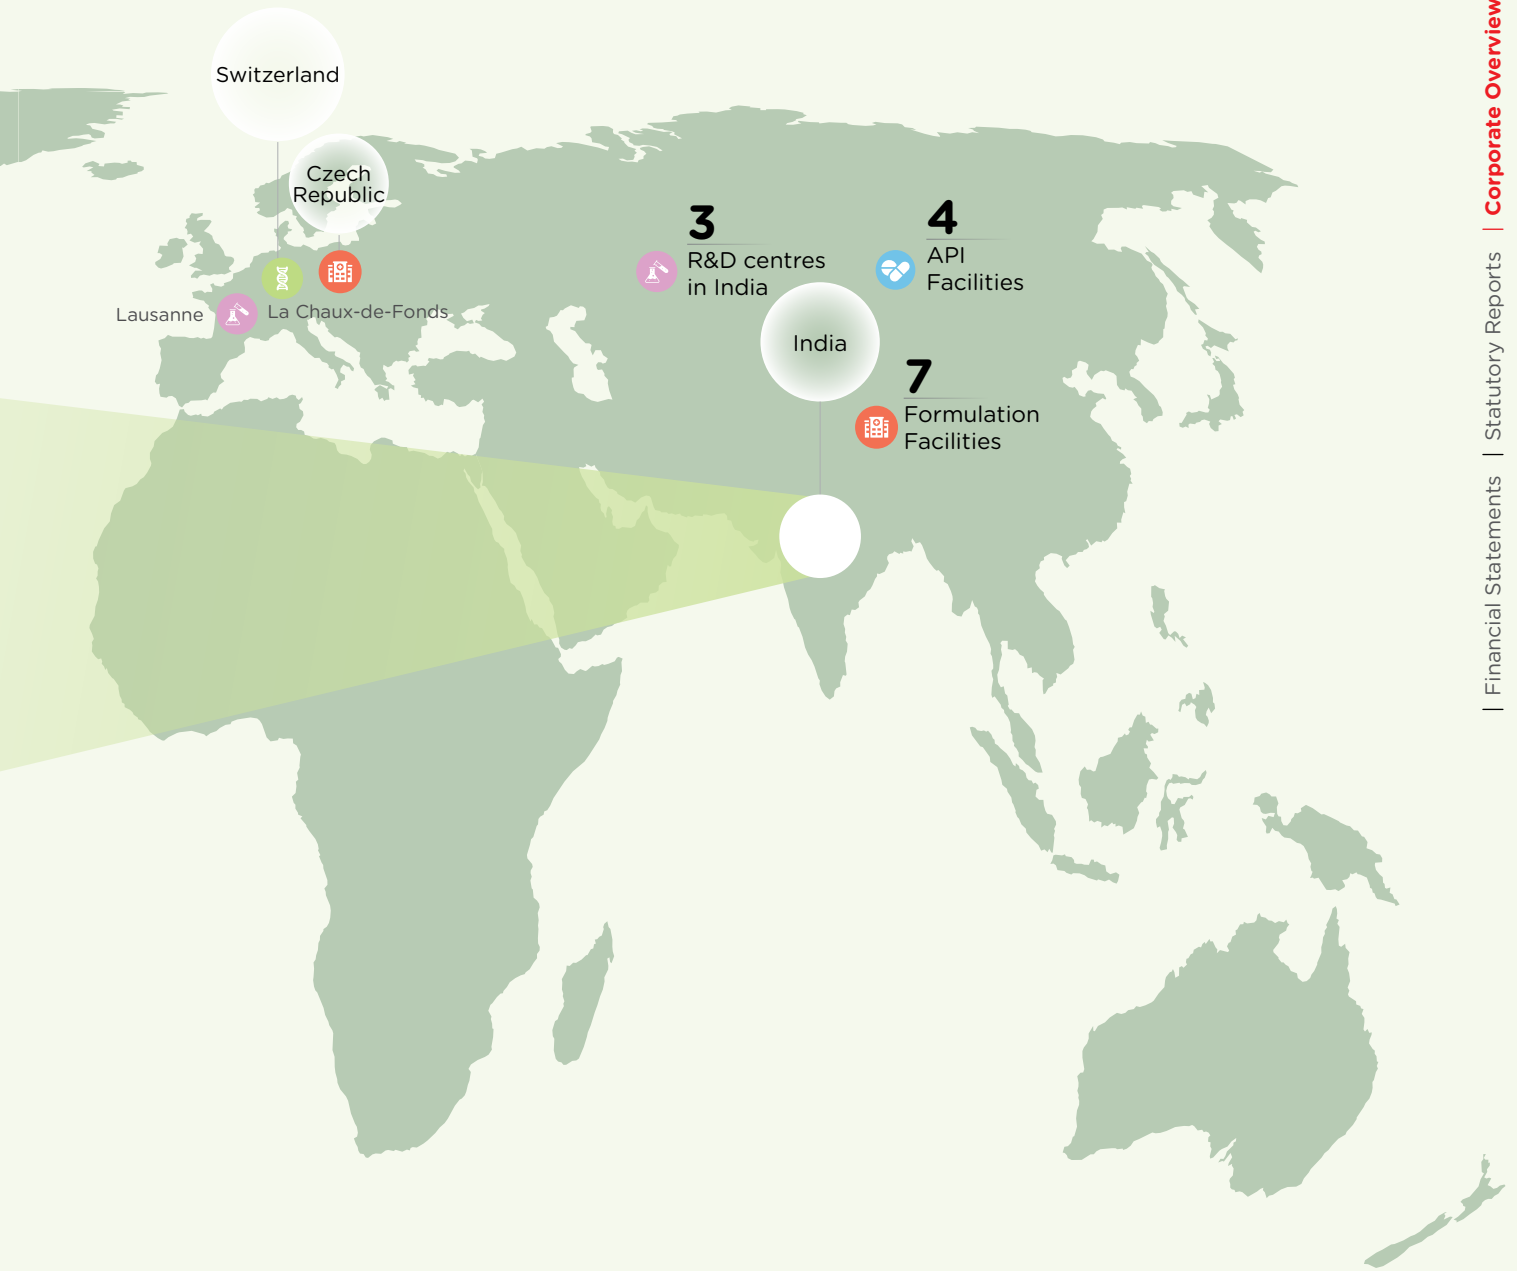 Switzerland
Czech
Republic
Lausanne
La Chaux-de-Fonds
3
R&D centres
in India
4
API
Facilities
India
7
Formulation
Facilities
Corporate Overview
| Statutory Reports
| Financial Statements